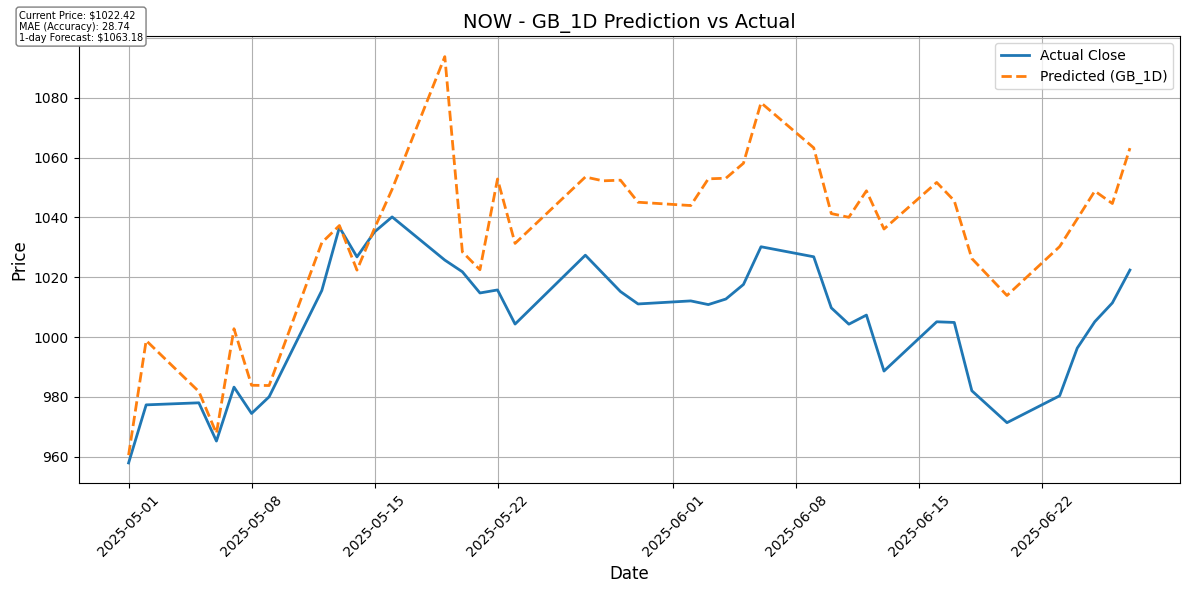 NOW - GB_1D Prediction vs Actual
Current Price: $1022.42
MAE (Accuracy): 28.74
1-day Forecast: $1063.18
Actual Close
Predicted (GB_1D)
Price
1080
1060
1040
1020
1000
980
960
2025-05-01
2025-05-08
2025-05-15
2025-05-22
2025-06-01
2025-06-08
2025-06-15
2025-06-22
Date